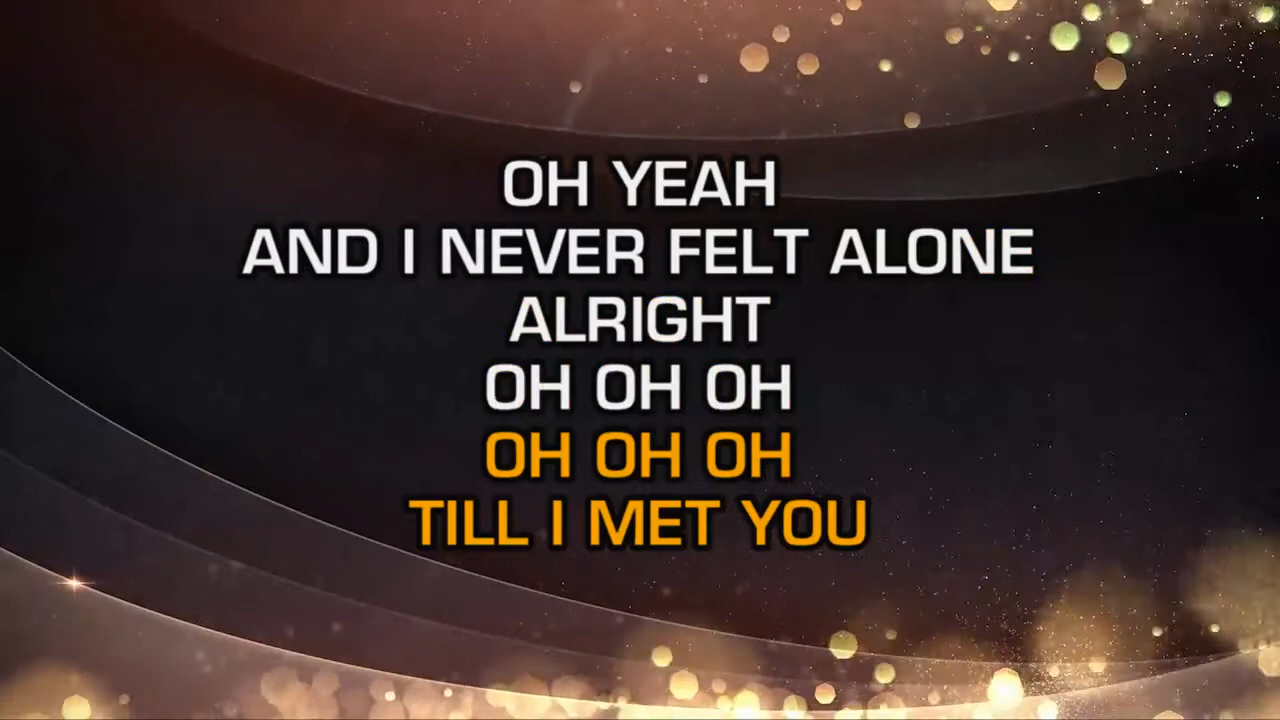 OH YEAH
AND I NEVER FELT ALONE
ALRIGHT
OH OH OH
OH OH OH
TILL I MET YOU